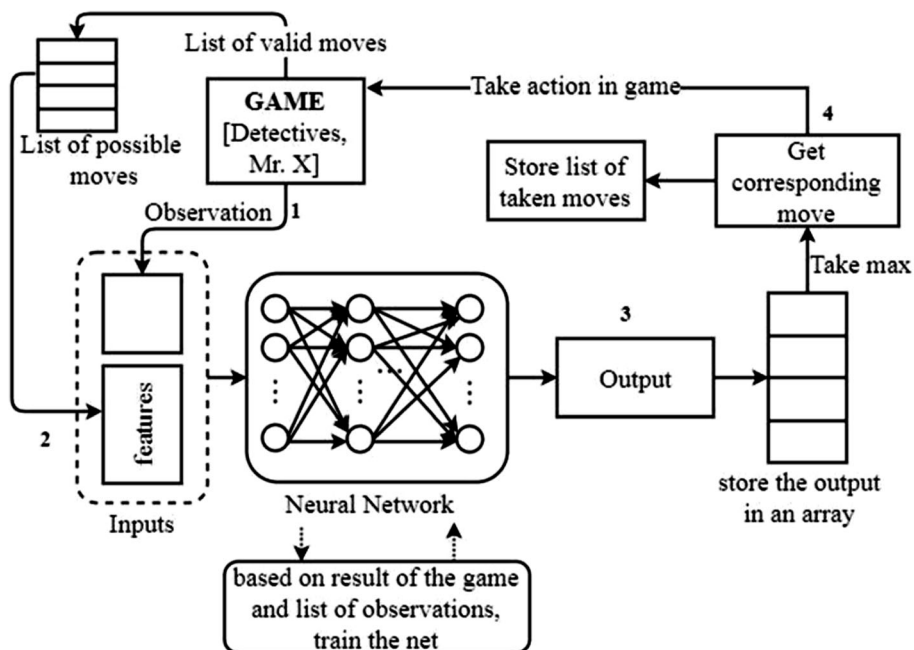 List of valid moves
GAME
[Detectives,
Mr. X]
List of possible
moves
Take action in game
4
Get
corresponding
move
Store list of
taken moves
Observation
1
Take max
2
features
Inputs
Neural Network
3
Output
store the output
in an array
based on result of the game
and list of observations,
train the net